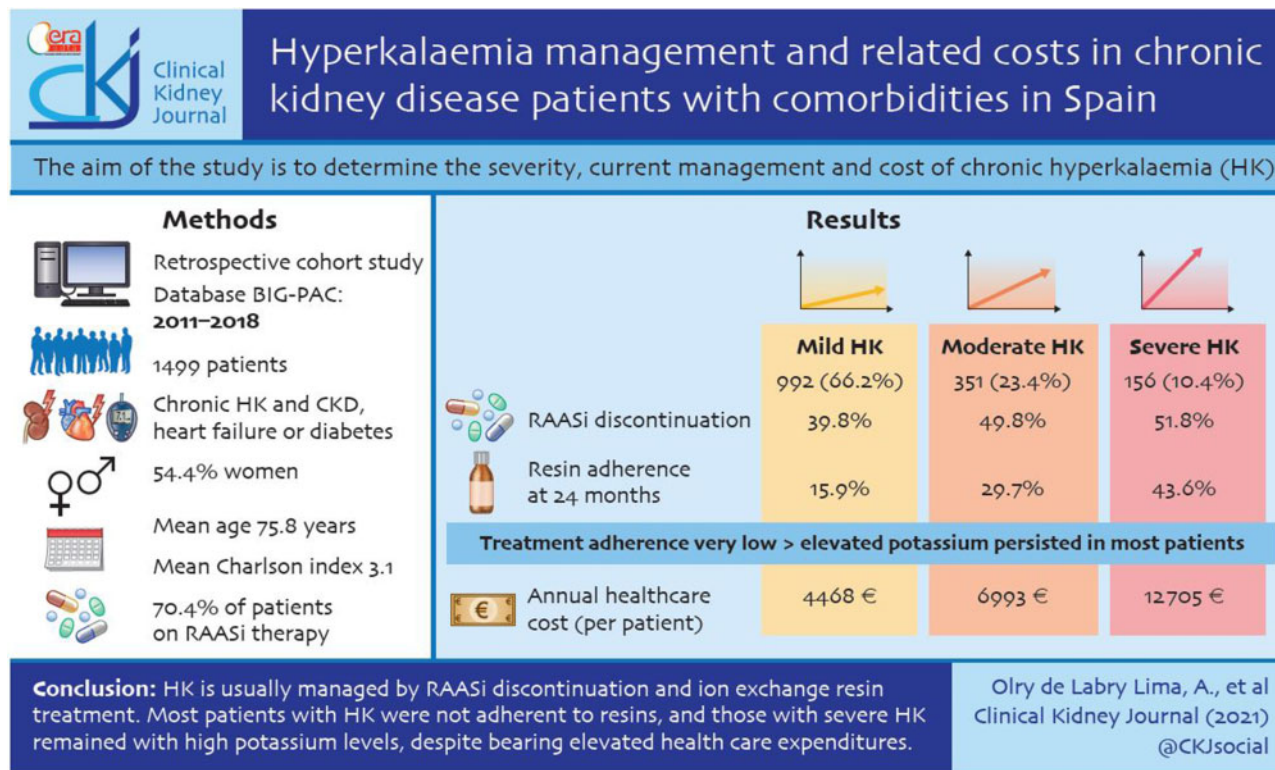 era
edta
ckj
Clinical
Kidney
Journal
Hyperkalaemia management and related costs in chronic
kidney disease patients with comorbidities in Spain
The aim of the study is to determine the severity, current management and cost of chronic hyperkalaemia (HK)
Methods
Retrospective cohort study
Database BIG-PAC:
2011–2018
1499 patients
Chronic HK and CKD,
heart failure or diabetes
54.4% women
Mean age 75.8 years
Mean Charlson index 3.1
70.4% of patients
on RAASi therapy
Results
Mild HK Moderate HK Severe HK
992 (66.2%) 351 (23.4%) 156 (10.4%)
RAASi discontinuation 39.8% 49.8% 51.8%
Resin adherence
at 24 months 15.9% 29.7% 43.6%
Treatment adherence very low > elevated potassium persisted in most patients
€ Annual healthcare 4468 € 6993 € 12705 €
cost (per patient)
Conclusion: HK is usually managed by RAASi discontinuation and ion exchange resin
treatment. Most patients with HK were not adherent to resins, and those with severe HK
remained with high potassium levels, despite bearing elevated health care expenditures.
Olry de Labry Lima, A., et al
Clinical Kidney Journal (2021)
@CKJsocial